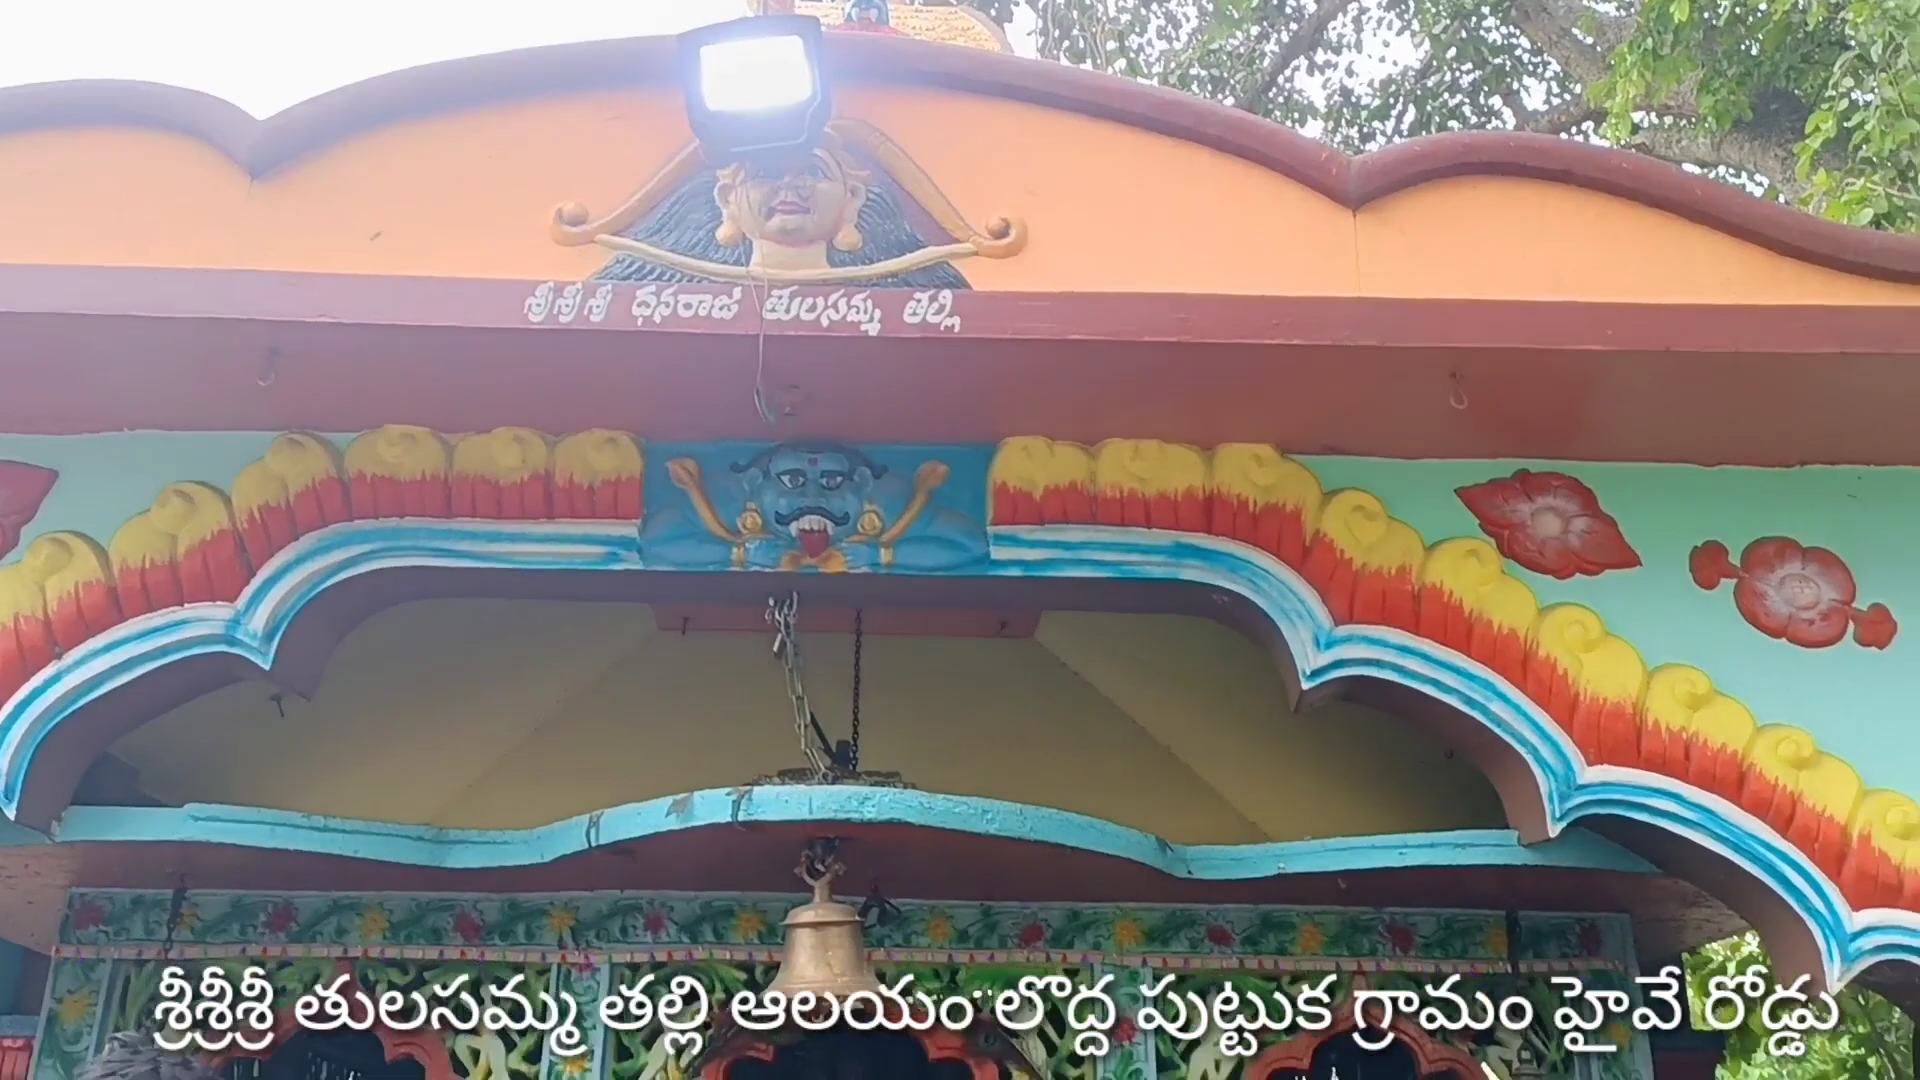 శ్రీశ్రీశ్రీ ధనరాజ తులసమ్మ తల్లి
శ్రీశ్రీశ్రీ తులసమ్మ తల్లి ఆలయం లొద్ద పుట్టుక గ్రామం హైవే రోడ్డు